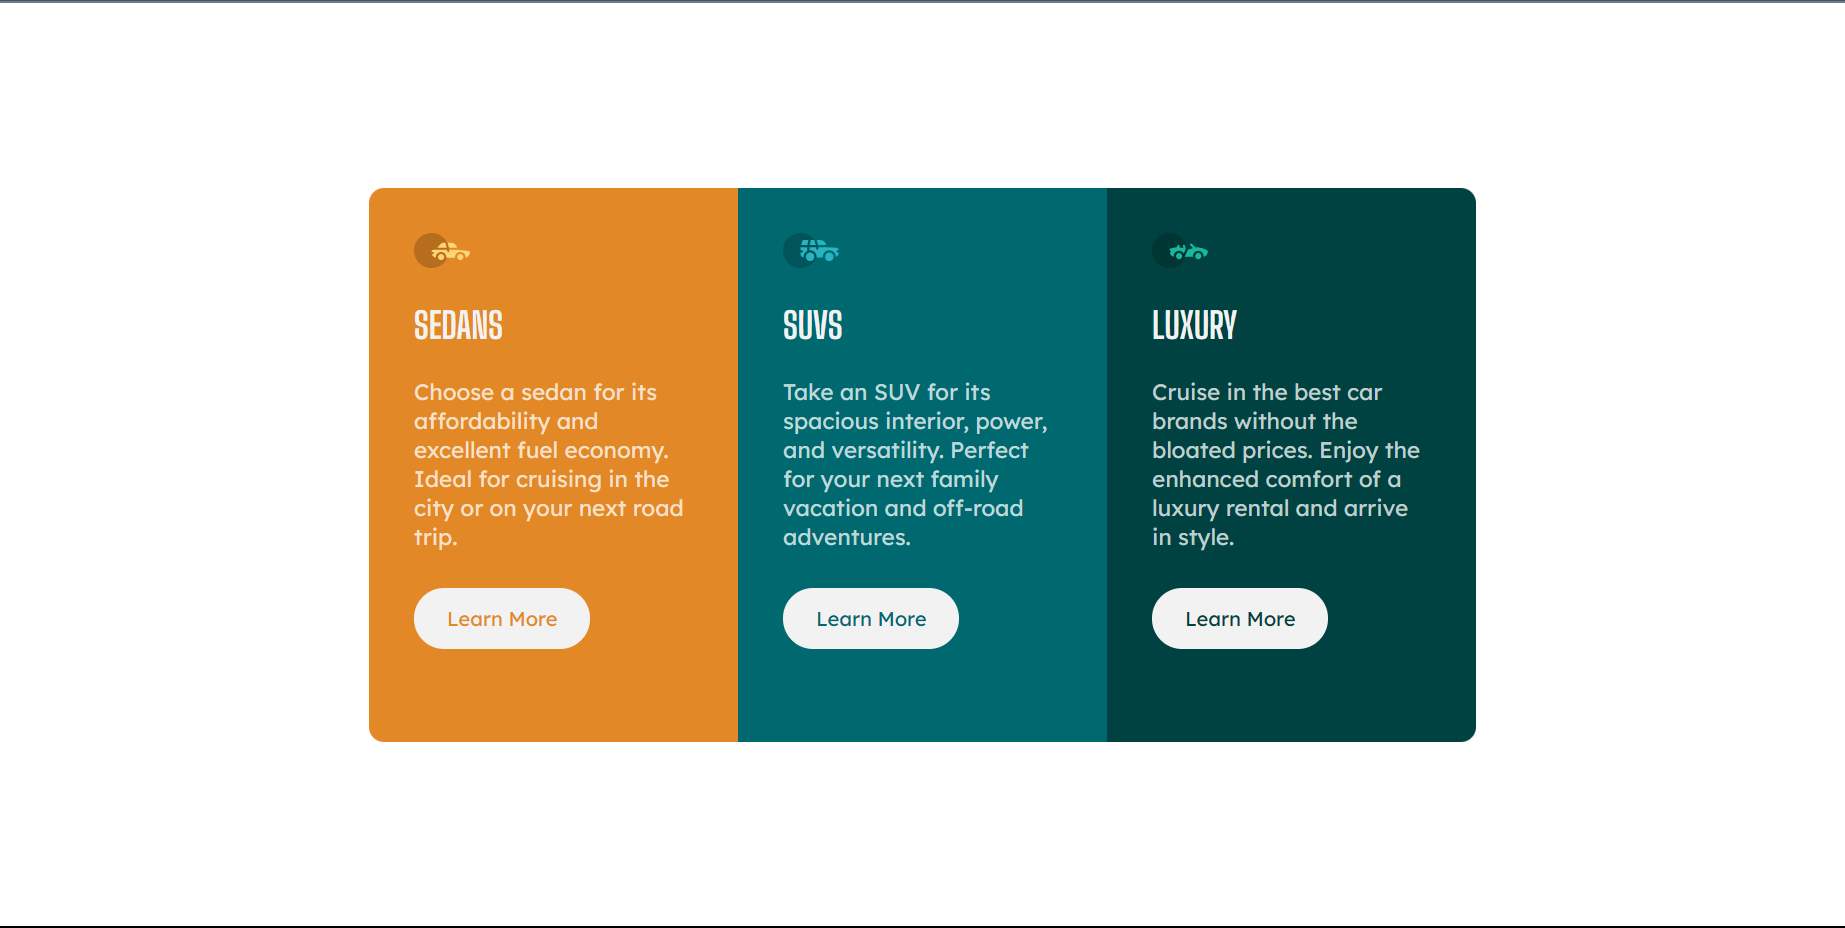 SEDANS
Choose a sedan for its
affordability and
excellent fuel economy.
Ideal for cruising in the
city or on your next road
trip.
Learn More
SUVS
Take an SUV for its
spacious interior, power,
and versatility. Perfect
for your next family
vacation and off-road
adventures.
Learn More
LUXURY
Cruise in the best car
brands without the
bloated prices. Enjoy the
enhanced comfort of a
luxury rental and arrive
in style.
Learn More